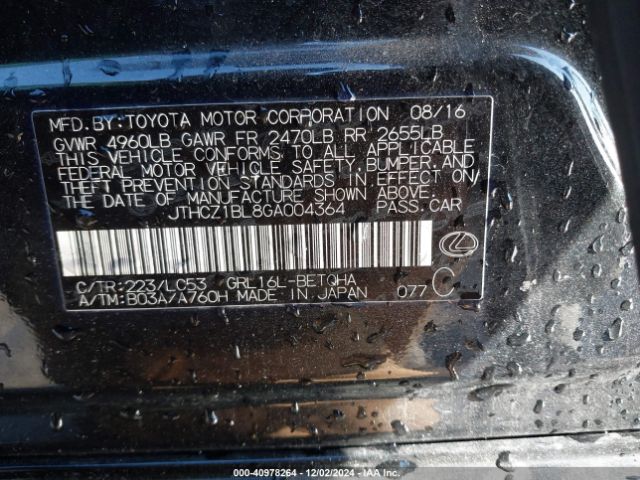 MFD. BY: TOYOTA MOTOR CORPORATION 08/16
GVWR 4960LB GAWR FR 2470LB RR 2655LB
THIS VEHICLE CONFORMS TO ALL APPLICABLE
FEDERAL MOTOR VEHICLE SAFETY, BUMPER, AND
THEFT PREVENTION STANDARDS IN EFFECT ON
THE DATE OF MANUFACTURE SHOWN ABOVE.
JTHCZ1BL8GA004364 PASS. CAR
C/TR: 223/LC53 GRL16L-BETQHA
A/TM: B03A/A760H MADE IN JAPAN 077 C
000-40978264 - 12/02/2024 - IAA Inc.